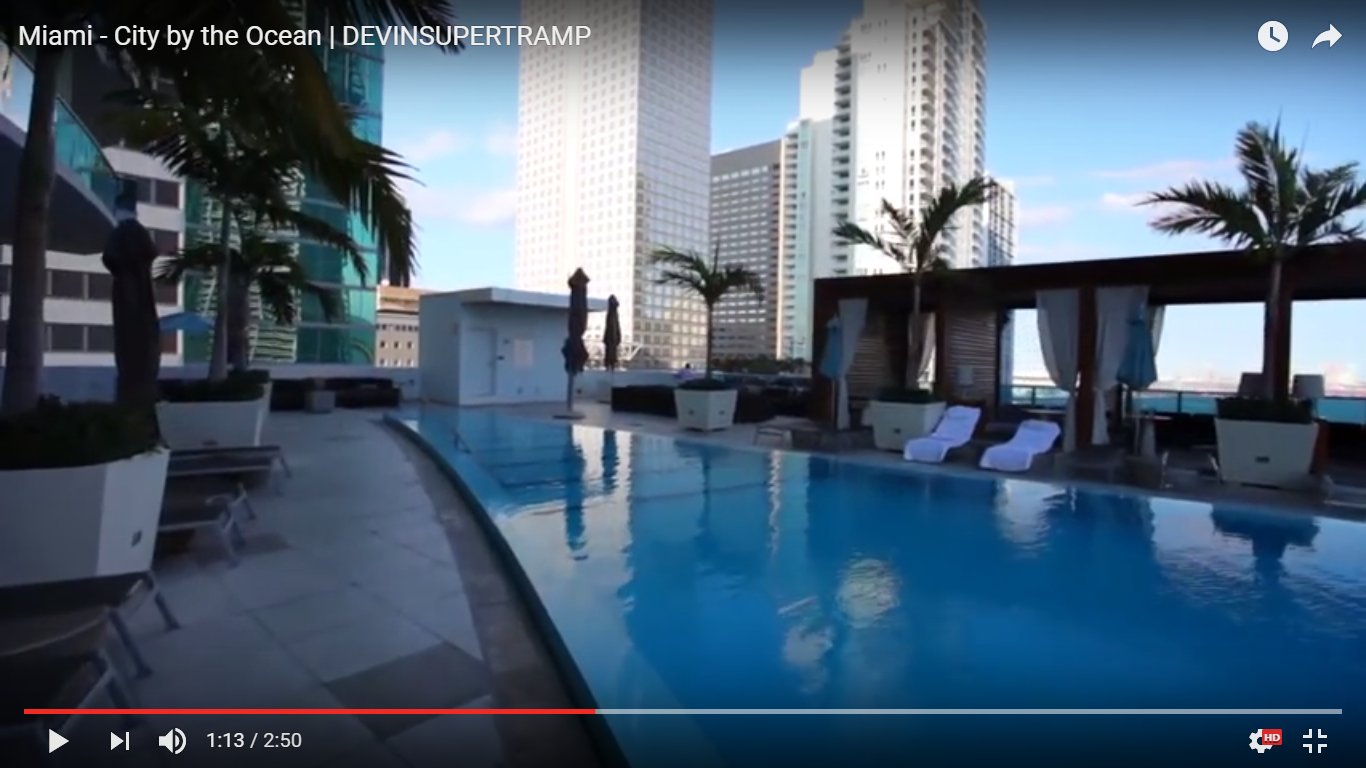 Miami - City by the Ocean | DEVINSUPERTRAMP
1:13 / 2:50
HD